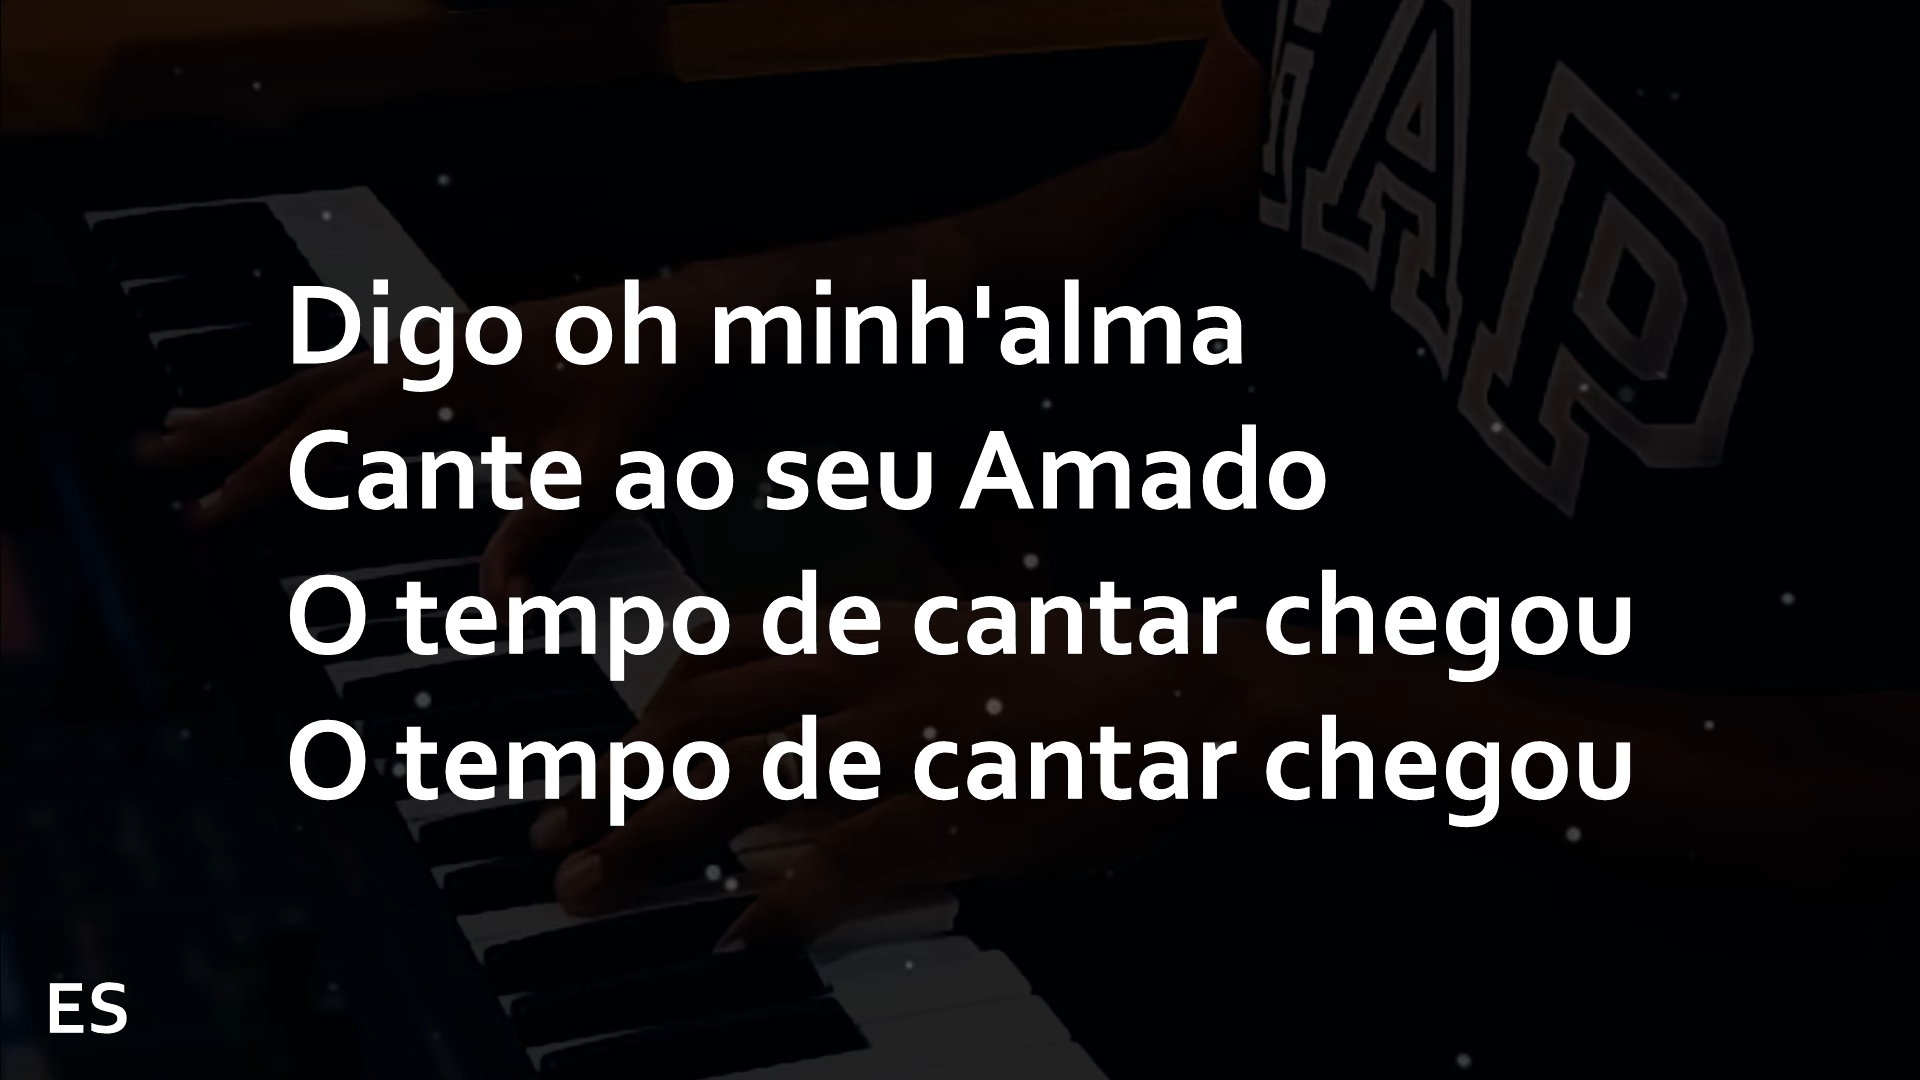 Digo oh minh'alma
Cante ao seu Amado
O tempo de cantar chegou
O tempo de cantar chegou
ES